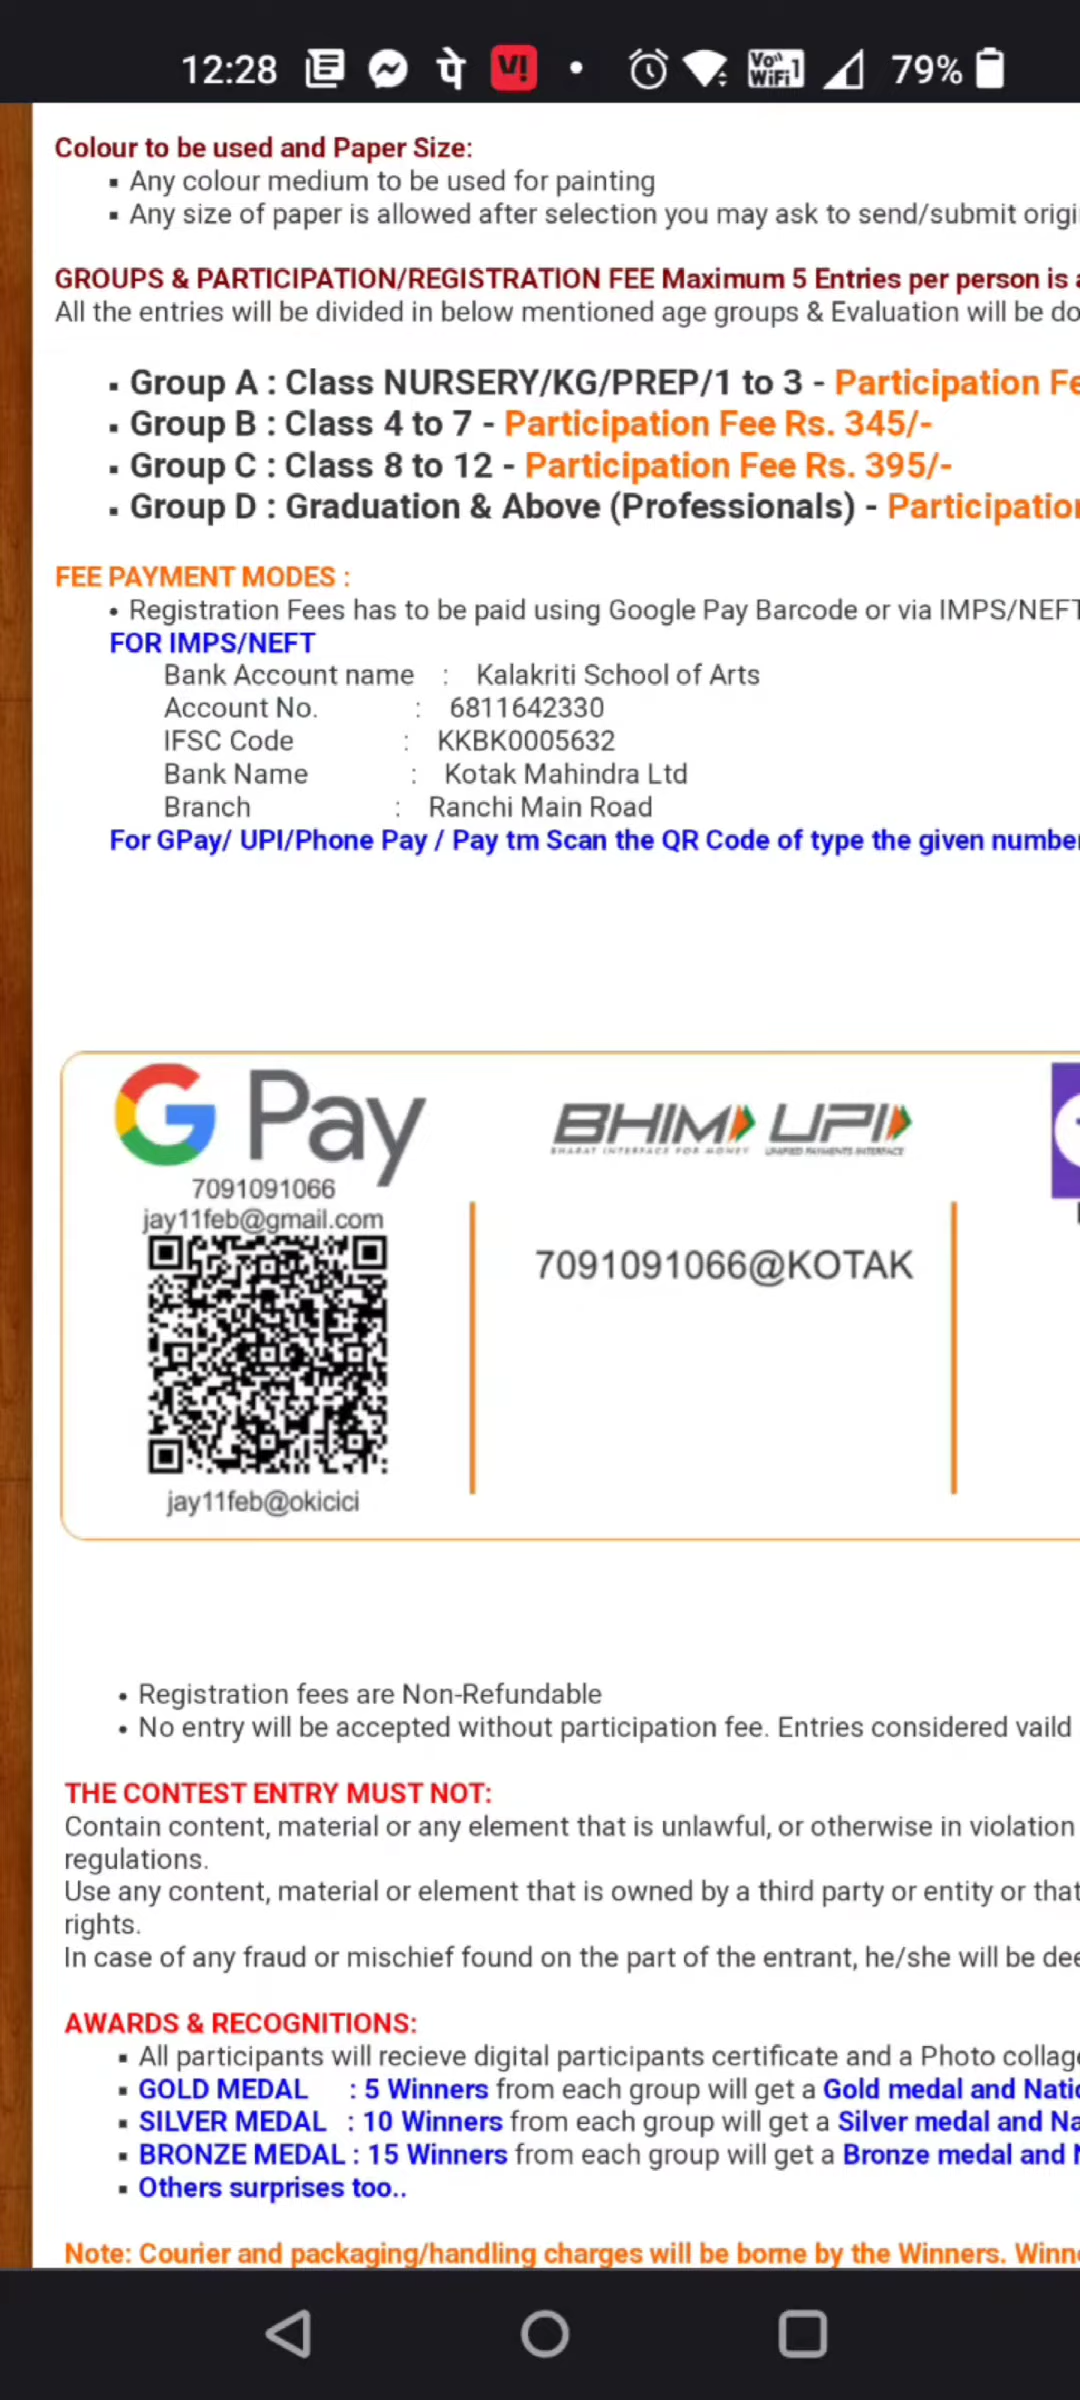 12:28 पे V! Vo)) WiFi 1 79%
Colour to be used and Paper Size:
▪ Any colour medium to be used for painting
▪ Any size of paper is allowed after selection you may ask to send/submit origi
GROUPS & PARTICIPATION/REGISTRATION FEE Maximum 5 Entries per person is
All the entries will be divided in below mentioned age groups & Evaluation will be do
▪ Group A : Class NURSERY/KG/PREP/1 to 3 - Participation Fe
▪ Group B : Class 4 to 7 - Participation Fee Rs. 345/-
▪ Group C : Class 8 to 12 - Participation Fee Rs. 395/-
▪ Group D : Graduation & Above (Professionals) - Participatio
FEE PAYMENT MODES :
• Registration Fees has to be paid using Google Pay Barcode or via IMPS/NEFT
FOR IMPS/NEFT
Bank Account name : Kalakriti School of Arts
Account No. : 6811642330
IFSC Code : KKBK0005632
Bank Name : Kotak Mahindra Ltd
Branch : Ranchi Main Road
For GPay/ UPI/Phone Pay / Pay tm Scan the QR Code of type the given numbe
G Pay
BHIM UPI
BHARAT INTERFACE FOR MONEY UNIFIED PAYMENTS INTERFACE
7091091066
jay11feb@gmail.com
7091091066@KOTAK
jay11feb@okicici
• Registration fees are Non-Refundable
• No entry will be accepted without participation fee. Entries considered vaild
THE CONTEST ENTRY MUST NOT:
Contain content, material or any element that is unlawful, or otherwise in violation
regulations.
Use any content, material or element that is owned by a third party or entity or that
rights.
In case of any fraud or mischief found on the part of the entrant, he/she will be dee
AWARDS & RECOGNITIONS:
▪ All participants will recieve digital participants certificate and a Photo collag
▪ GOLD MEDAL : 5 Winners from each group will get a Gold medal and Natio
▪ SILVER MEDAL : 10 Winners from each group will get a Silver medal and Na
▪ BRONZE MEDAL : 15 Winners from each group will get a Bronze medal and
▪ Others surprises too..
Note: Courier and packaging/handling charges will be borne by the Winners. Winn